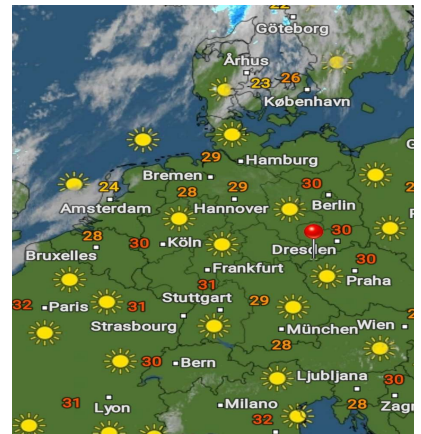 22
Göteborg
Århus
23 26
København
29
Hamburg
Bremen
28 29 30
24
Amsterdam Hannover Berlin
28
Bruxelles
30 Köln
30
Dresden
30
Frankfurt
Praha
31
Stuttgart
29
32 Paris 31
Strasbourg
München Wien
28
30 Bern
Ljubljana
30
31
Lyon
Milano
28
32